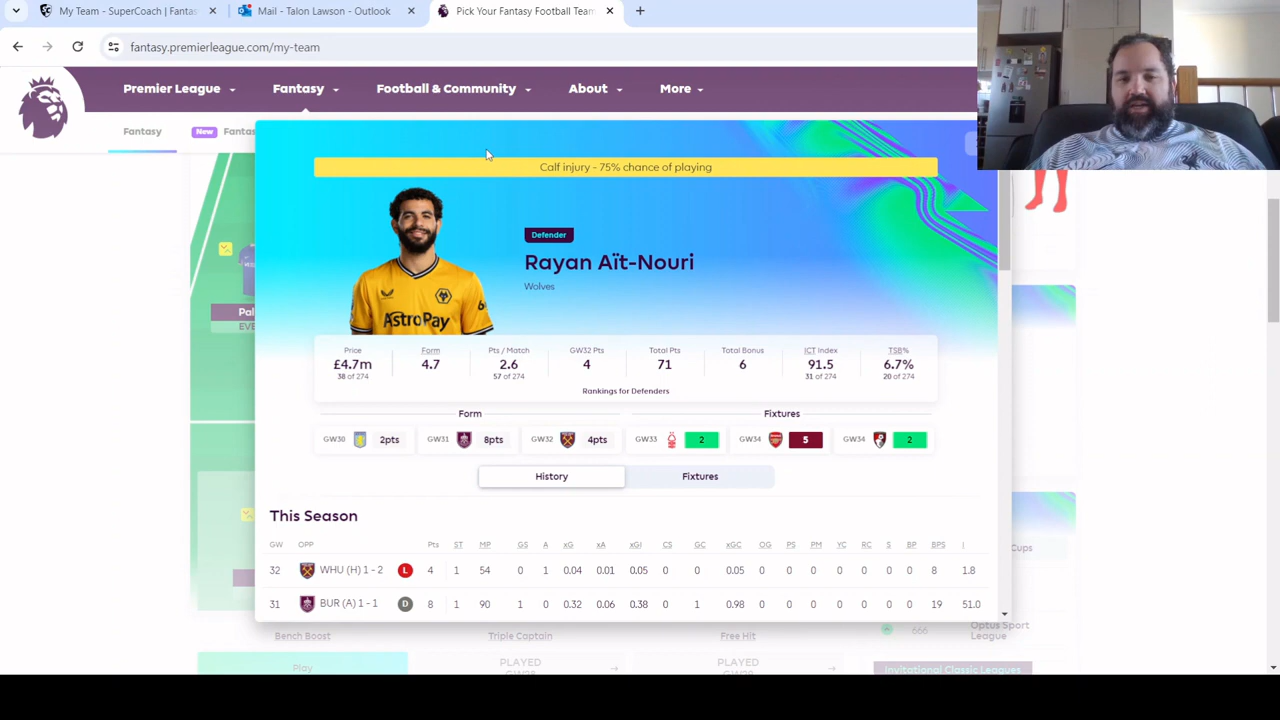 My Team - SuperCoach | Fantas
Mail - Talon Lawson - Outlook
Pick Your Fantasy Football Team
fantasy.premierleague.com/my-team
Premier League
Fantasy
Football & Community
About
More
Fantasy
New
Fantas
Calf injury - 75% chance of playing
Defender
Rayan Aït-Nouri
Wolves
AstroPay
Pal
EVE
Price Form Pts / Match GW32 Pts Total Pts Total Bonus ICT Index TSB%
£4.7m 4.7 2.6 4 71 6 91.5 6.7%
38 of 274 57 of 274 31 of 274 20 of 274
Rankings for Defenders
Form Fixtures
GW30 2pts GW31 8pts GW32 4pts GW33 2 GW34 5 GW34 2
History Fixtures
This Season
Cups
GW OPP Pts ST MP GS A xG xA xGI CS GC xGC OG PS PM YC RC S BP BPS I
32 WHU (H) 1 - 2 L 4 1 54 0 1 0.04 0.01 0.05 0 0 0.05 0 0 0 0 0 0 0 8 1.8
31 BUR (A) 1 - 1 D 8 1 90 1 0 0.32 0.06 0.38 0 1 0.98 0 0 0 0 0 0 0 19 51.0
Bench Boost Triple Captain Free Hit
666 Optus Sport
League
Play PLAYED PLAYED
Invitational Classic Leagues